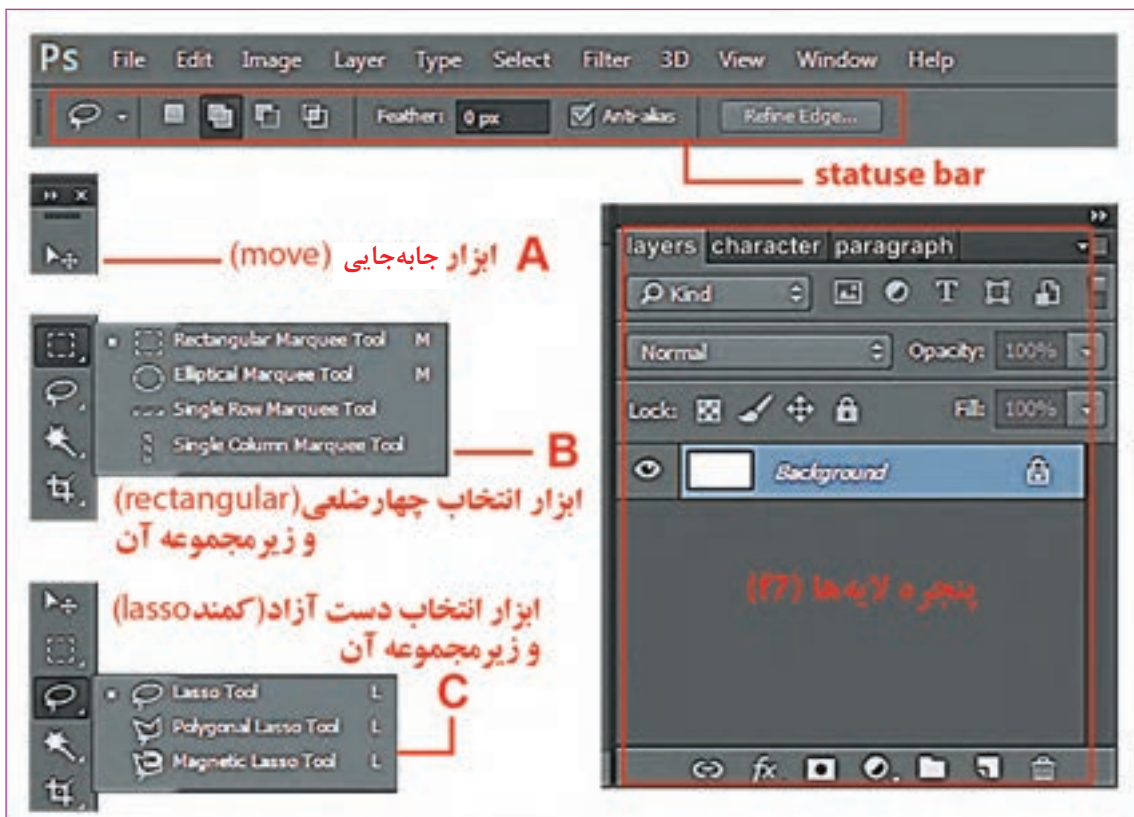 Ps File Edit Image Layer Type Select Filter 3D View Window Help
Feather: 0 px Anti-alias Refine Edge...
statuse bar
A ابزار جابه‌جایی (move)
Rectangular Marquee Tool M
Elliptical Marquee Tool M
Single Row Marquee Tool
Single Column Marquee Tool
B
ابزار انتخاب چهارضلعی(rectangular)
و زیرمجموعه آن
ابزار انتخاب دست آزاد(کمندlasso)
و زیرمجموعه آن
Lasso Tool L
Polygonal Lasso Tool L
Magnetic Lasso Tool L
C
layers character paragraph
Kind
Normal Opacity: 100%
Lock: Fill: 100%
Background
پنجره لایه‌ها (f7)
fx